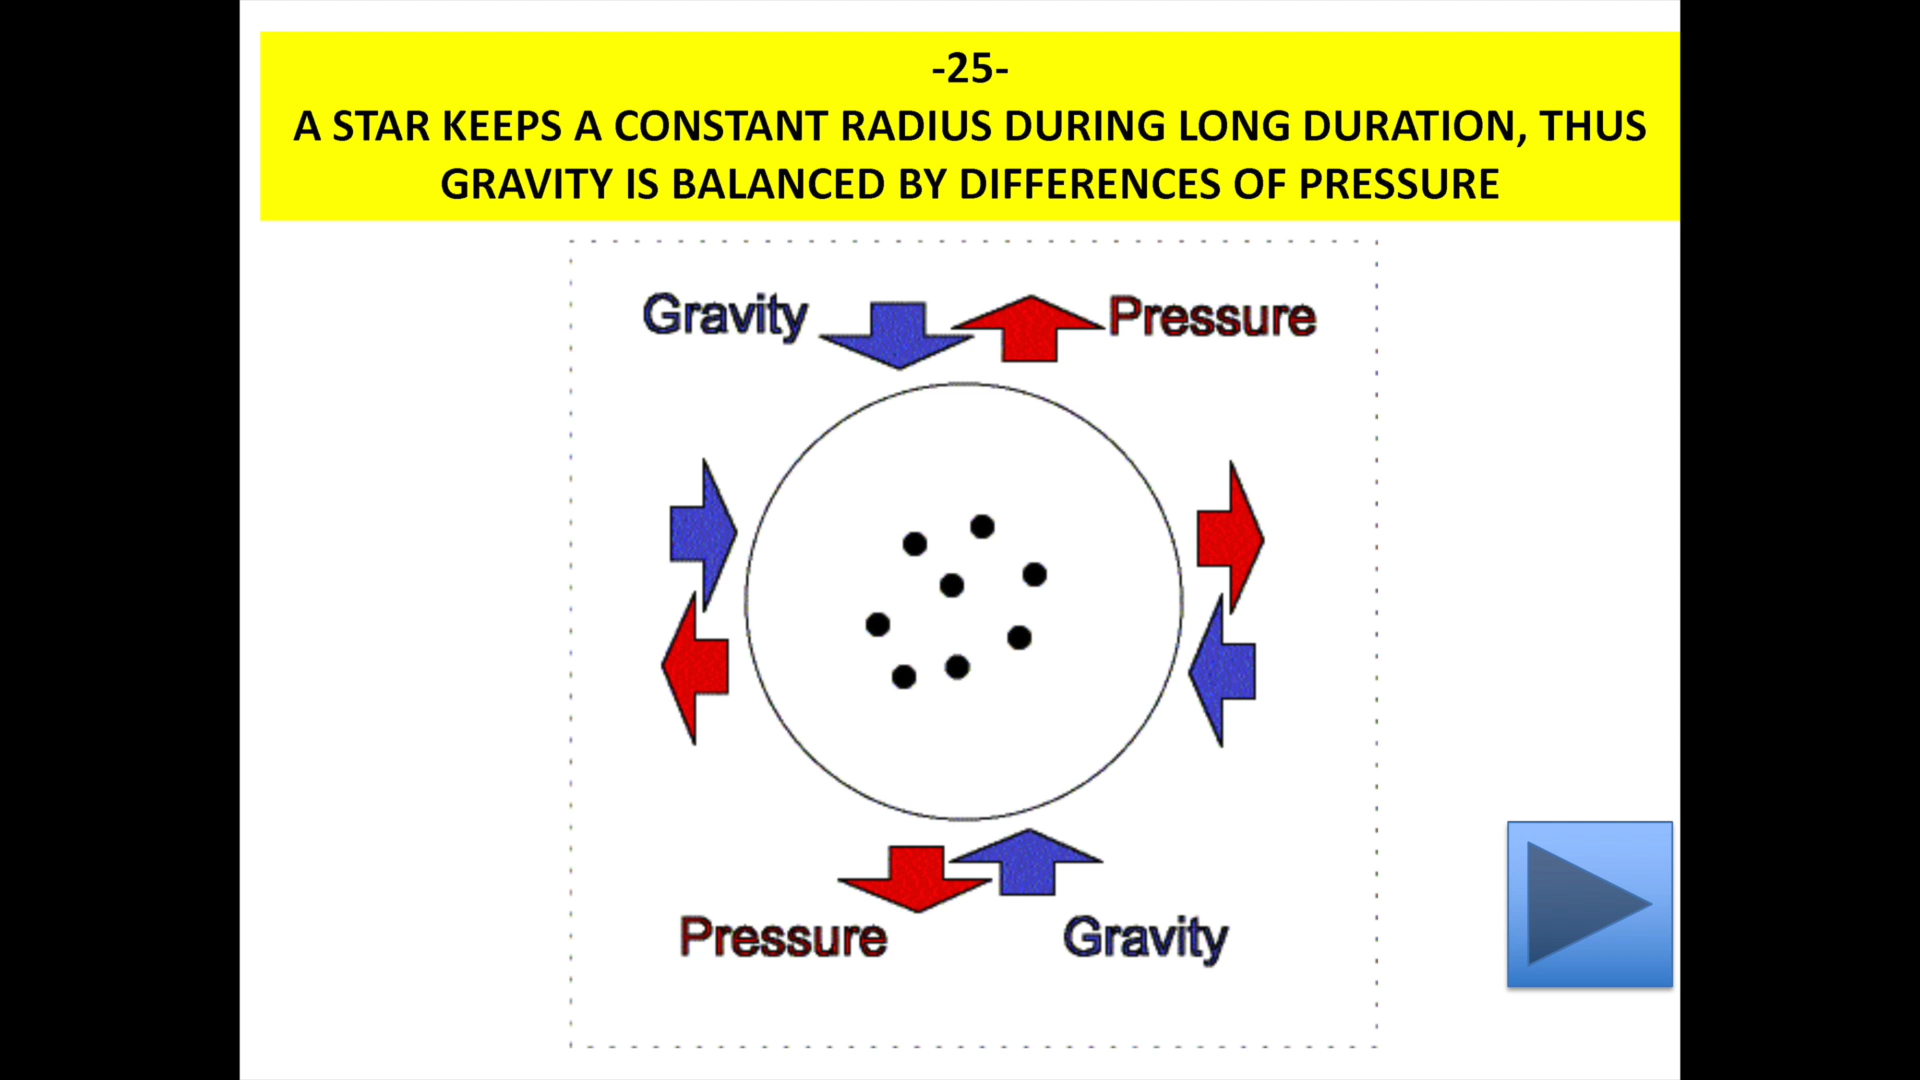 -25-
A STAR KEEPS A CONSTANT RADIUS DURING LONG DURATION, THUS
GRAVITY IS BALANCED BY DIFFERENCES OF PRESSURE
Gravity
Pressure
Pressure
Gravity